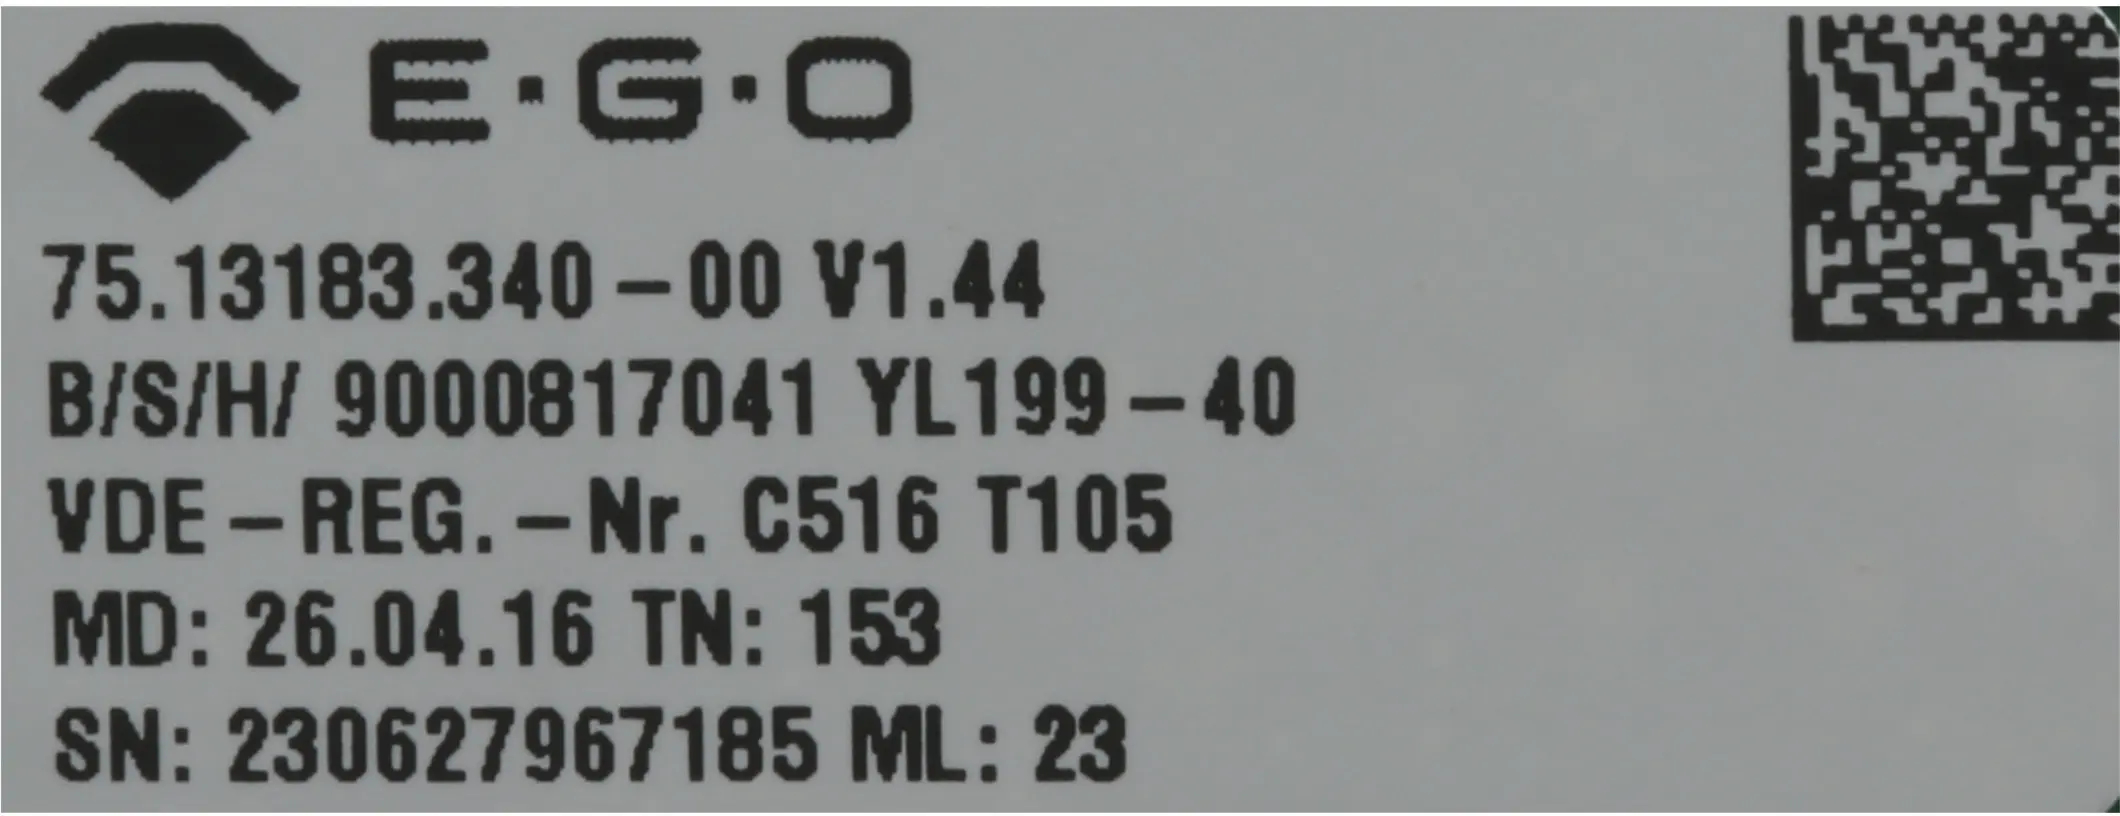 E·G·O
75.13183.340-00 V1.44
B/S/H/ 9000817041 YL199-40
VDE-REG.-Nr. C516 T105
MD: 26.04.16 TN: 153
SN: 230627967185 ML: 23